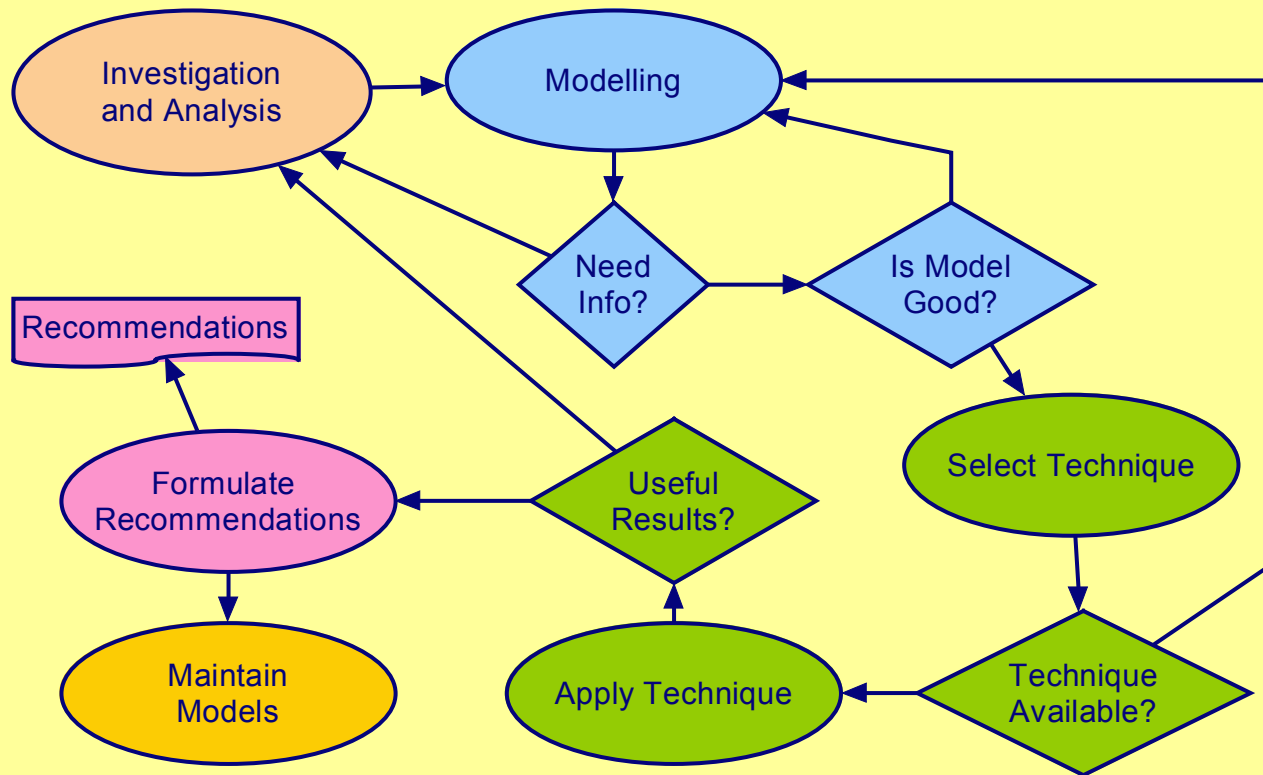 Investigation
and Analysis
Modelling
Need
Info?
Is Model
Good?
Recommendations
Select Technique
Formulate
Recommendations
Useful
Results?
Maintain
Models
Apply Technique
Technique
Available?